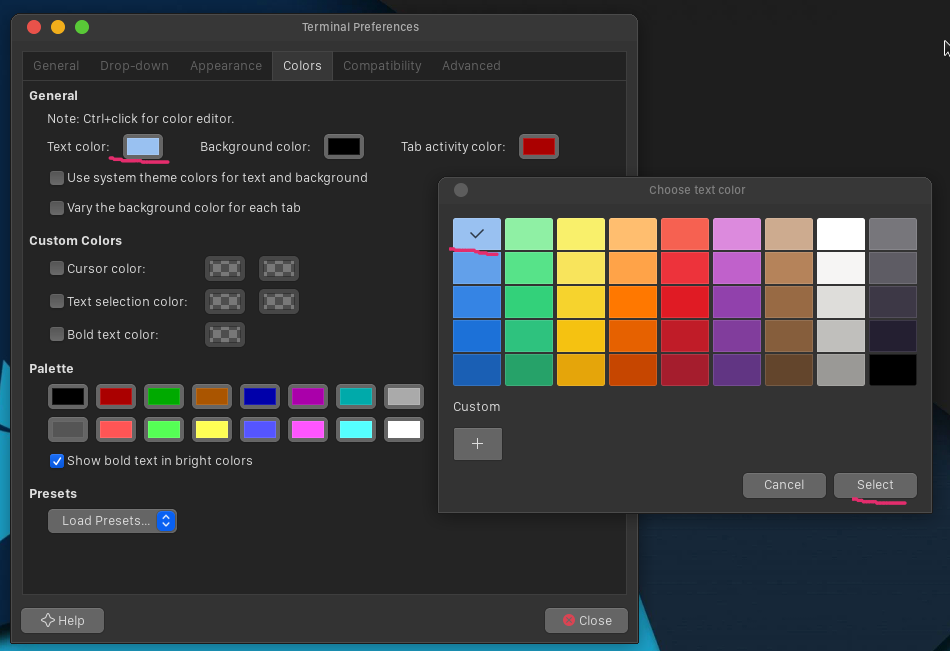 Terminal Preferences
General Drop-down Appearance Colors Compatibility Advanced
General
Note: Ctrl+click for color editor.
Text color: Background color: Tab activity color:
Use system theme colors for text and background
Vary the background color for each tab
Custom Colors
Cursor color:
Text selection color:
Bold text color:
Palette
Show bold text in bright colors
Presets
Load Presets...
Help Close
Choose text color
Custom
+
Cancel Select